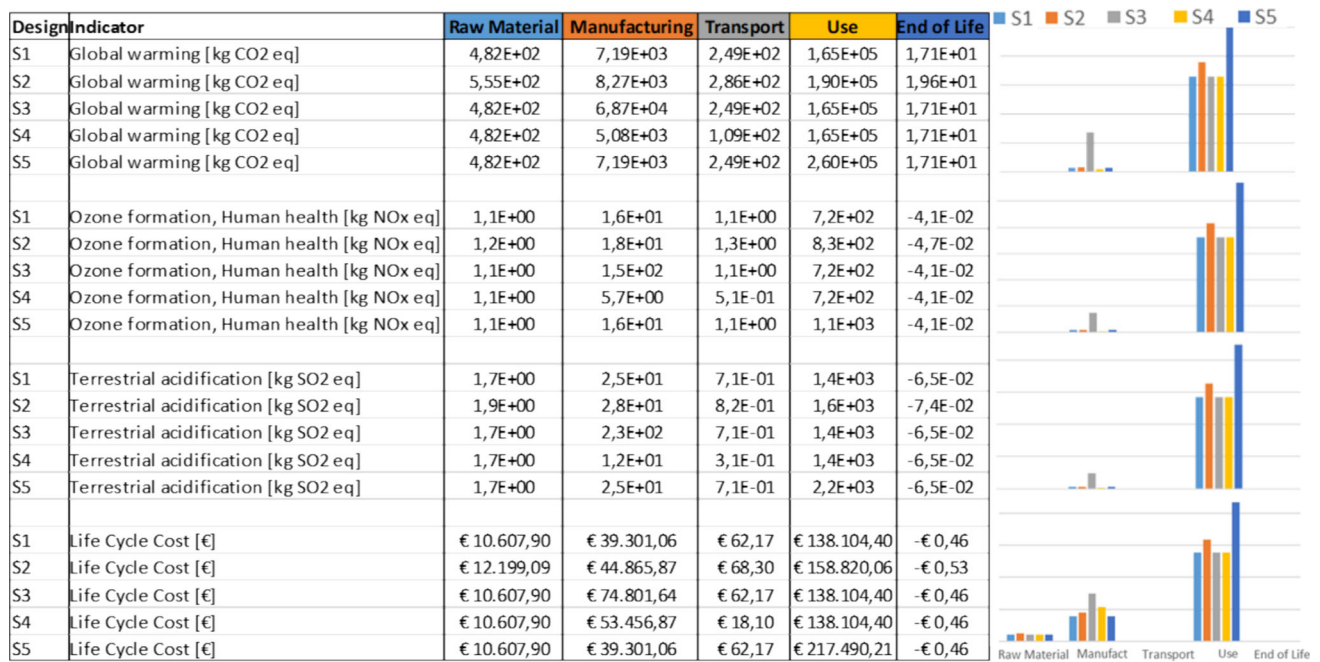 Design Indicator Raw Material Manufacturing Transport Use End of Life
S1 S2 S3 S4 S5
S1 Global warming [kg CO2 eq] 4,82E+02 7,19E+03 2,49E+02 1,65E+05 1,71E+01
S2 Global warming [kg CO2 eq] 5,55E+02 8,27E+03 2,86E+02 1,90E+05 1,96E+01
S3 Global warming [kg CO2 eq] 4,82E+02 6,87E+04 2,49E+02 1,65E+05 1,71E+01
S4 Global warming [kg CO2 eq] 4,82E+02 5,08E+03 1,09E+02 1,65E+05 1,71E+01
S5 Global warming [kg CO2 eq] 4,82E+02 7,19E+03 2,49E+02 2,60E+05 1,71E+01
S1 Ozone formation, Human health [kg NOx eq] 1,1E+00 1,6E+01 1,1E+00 7,2E+02 -4,1E-02
S2 Ozone formation, Human health [kg NOx eq] 1,2E+00 1,8E+01 1,3E+00 8,3E+02 -4,7E-02
S3 Ozone formation, Human health [kg NOx eq] 1,1E+00 1,5E+02 1,1E+00 7,2E+02 -4,1E-02
S4 Ozone formation, Human health [kg NOx eq] 1,1E+00 5,7E+00 5,1E-01 7,2E+02 -4,1E-02
S5 Ozone formation, Human health [kg NOx eq] 1,1E+00 1,6E+01 1,1E+00 1,1E+03 -4,1E-02
S1 Terrestrial acidification [kg SO2 eq] 1,7E+00 2,5E+01 7,1E-01 1,4E+03 -6,5E-02
S2 Terrestrial acidification [kg SO2 eq] 1,9E+00 2,8E+01 8,2E-01 1,6E+03 -7,4E-02
S3 Terrestrial acidification [kg SO2 eq] 1,7E+00 2,3E+02 7,1E-01 1,4E+03 -6,5E-02
S4 Terrestrial acidification [kg SO2 eq] 1,7E+00 1,2E+01 3,1E-01 1,4E+03 -6,5E-02
S5 Terrestrial acidification [kg SO2 eq] 1,7E+00 2,5E+01 7,1E-01 2,2E+03 -6,5E-02
S1 Life Cycle Cost [€] € 10.607,90 € 39.301,06 € 62,17 € 138.104,40 -€ 0,46
S2 Life Cycle Cost [€] € 12.199,09 € 44.865,87 € 68,30 € 158.820,06 -€ 0,53
S3 Life Cycle Cost [€] € 10.607,90 € 74.801,64 € 62,17 € 138.104,40 -€ 0,46
S4 Life Cycle Cost [€] € 10.607,90 € 53.456,87 € 18,10 € 138.104,40 -€ 0,46
S5 Life Cycle Cost [€] € 10.607,90 € 39.301,06 € 62,17 € 217.490,21 -€ 0,46
Raw Material Manufact Transport Use End of Life